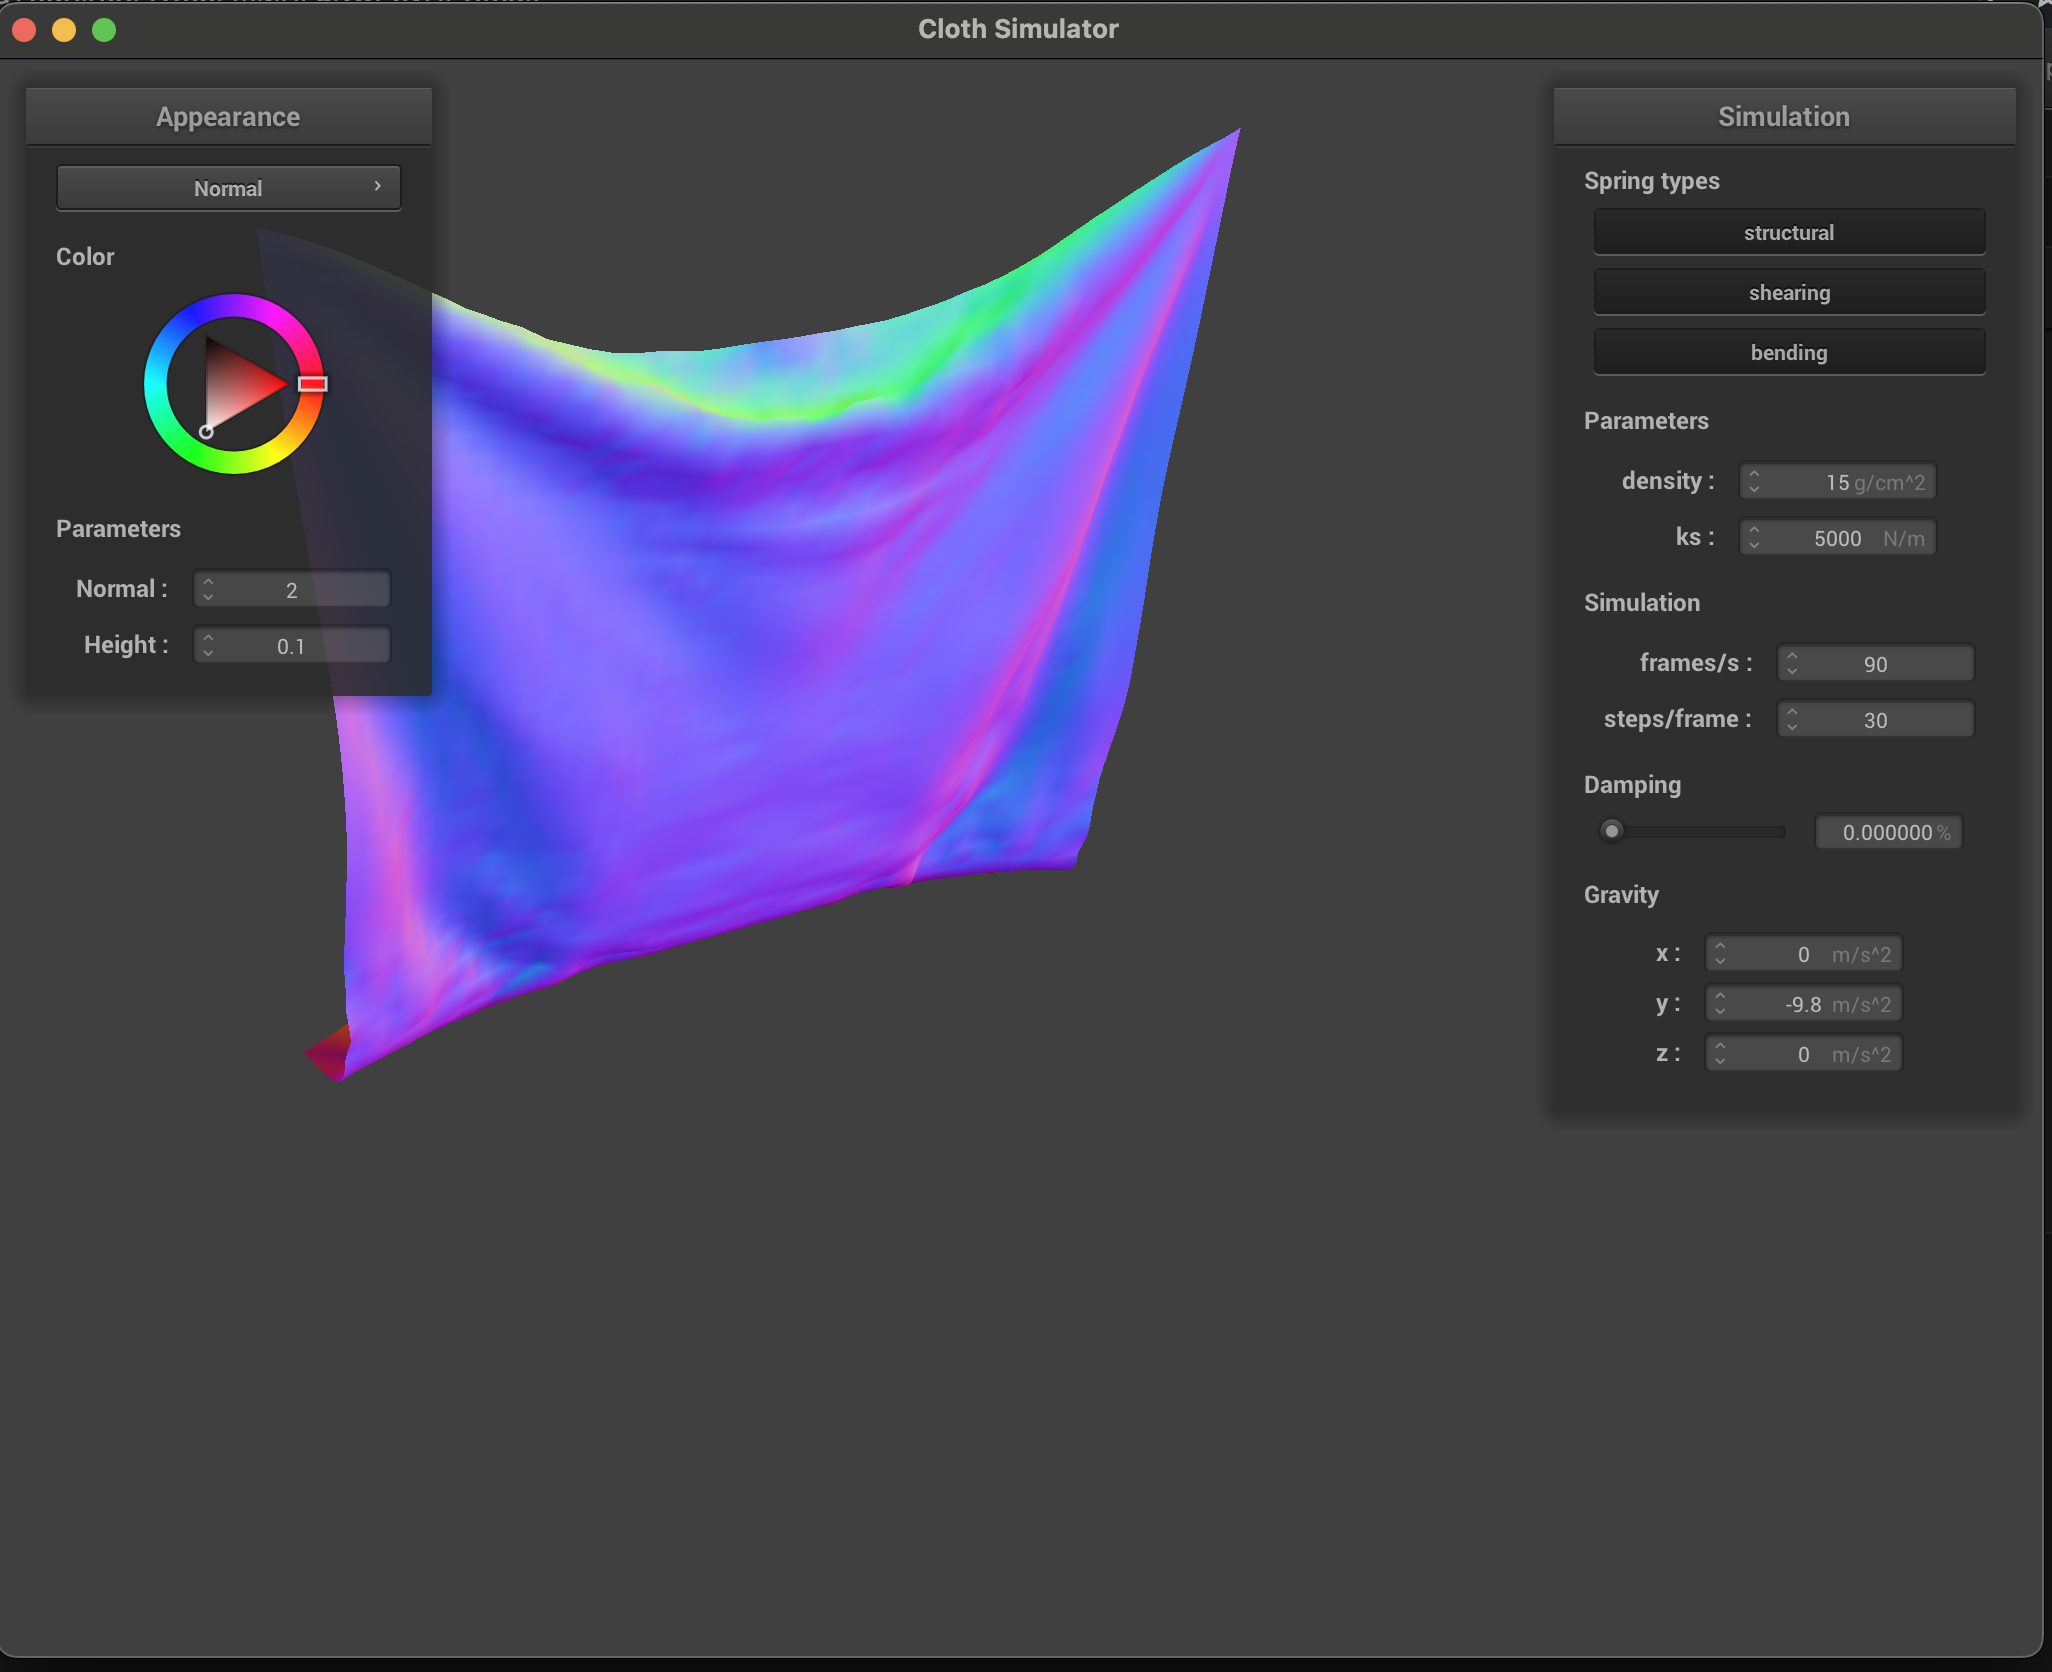 Cloth Simulator
Appearance
Normal
Color
Parameters
Normal : 2
Height : 0.1
Simulation
Spring types
structural
shearing
bending
Parameters
density : 15 g/cm^2
ks : 5000 N/m
Simulation
frames/s : 90
steps/frame : 30
Damping
0.000000 %
Gravity
x : 0 m/s^2
y : -9.8 m/s^2
z : 0 m/s^2